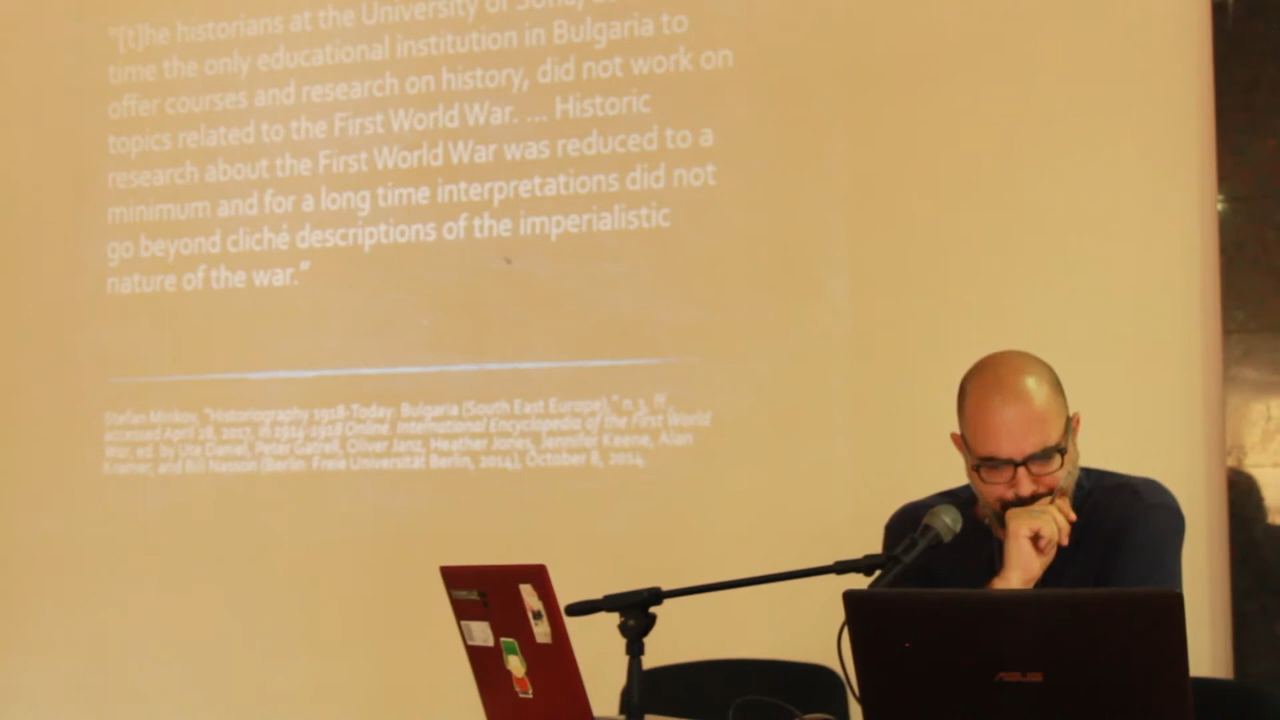 "[t]he historians at the University of Sofia,
time the only educational institution in Bulgaria to
offer courses and research on history, did not work on
topics related to the First World War. ... Historic
research about the First World War was reduced to a
minimum and for a long time interpretations did not
go beyond cliché descriptions of the imperialistic
nature of the war."
Stefan Minkov, "Historiography 1918-Today: Bulgaria (South East Europe)," n.
accessed April 28, 2017, in 1914-1918 Online. International Encyclopedia of the First World
War, ed. by Ute Daniel, Peter Gatrell, Oliver Janz, Heather Jones, Jennifer Keene, Alan
Kramer, and Bill Nasson (Berlin: Freie Universität Berlin, 2014), October 8, 2014.
ASUS